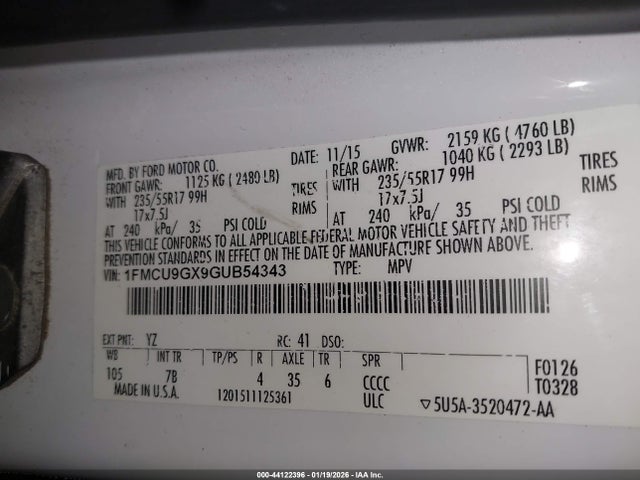 MFD. BY FORD MOTOR CO.
DATE: 11/15 GVWR: 2159 KG ( 4760 LB)
FRONT GAWR: 1125 KG ( 2480 LB) REAR GAWR: 1040 KG ( 2293 LB)
WITH 235/55R17 99H TIRES WITH 235/55R17 99H TIRES
17x7.5J RIMS 17x7.5J RIMS
AT 240 kPa/ 35 PSI COLD AT 240 kPa/ 35 PSI COLD
THIS VEHICLE CONFORMS TO ALL APPLICABLE FEDERAL MOTOR VEHICLE SAFETY AND THEFT
PREVENTION STANDARDS IN EFFECT ON THE DATE OF MANUFACTURE SHOWN ABOVE.
VIN: 1FMCU9GX9GUB54343 TYPE: MPV
EXT PNT: YZ RC: 41 DSO:
WB INT TR TP/PS R AXLE TR SPR F0126
105 7B 4 35 6 CCCC T0328
MADE IN U.S.A. 1201511125361 ULC ▽5U5A-3520472-AA
000-44122396 - 01/19/2026 - IAA Inc.